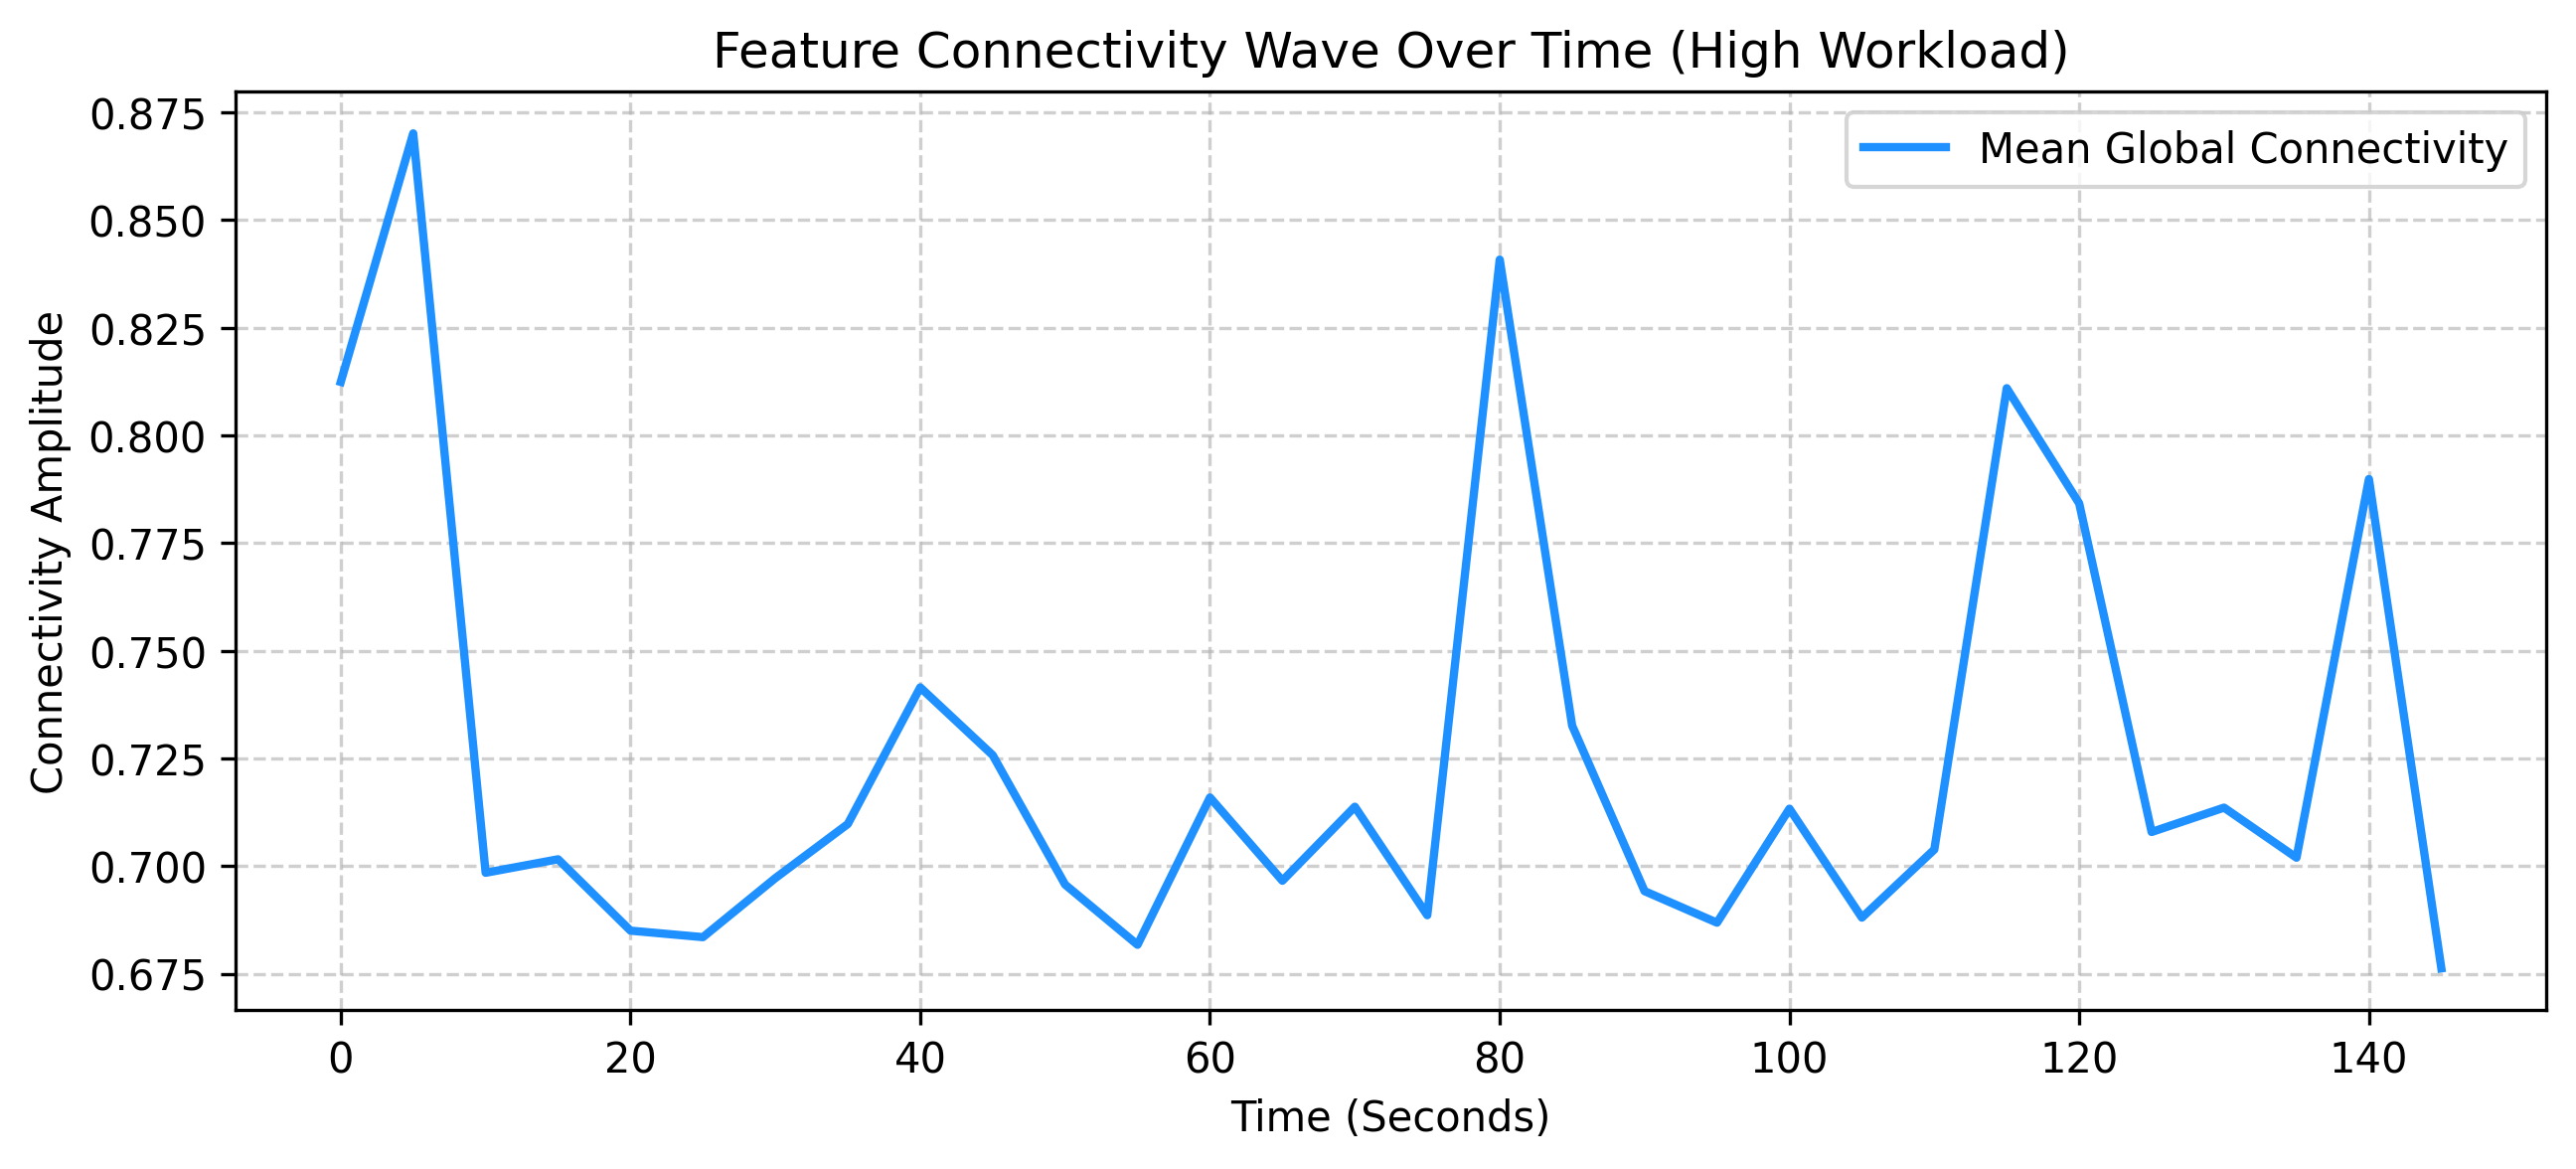 Feature Connectivity Wave Over Time (High Workload)
Mean Global Connectivity
Connectivity Amplitude
0.875
0.850
0.825
0.800
0.775
0.750
0.725
0.700
0.675
0 20 40 60 80 100 120 140
Time (Seconds)